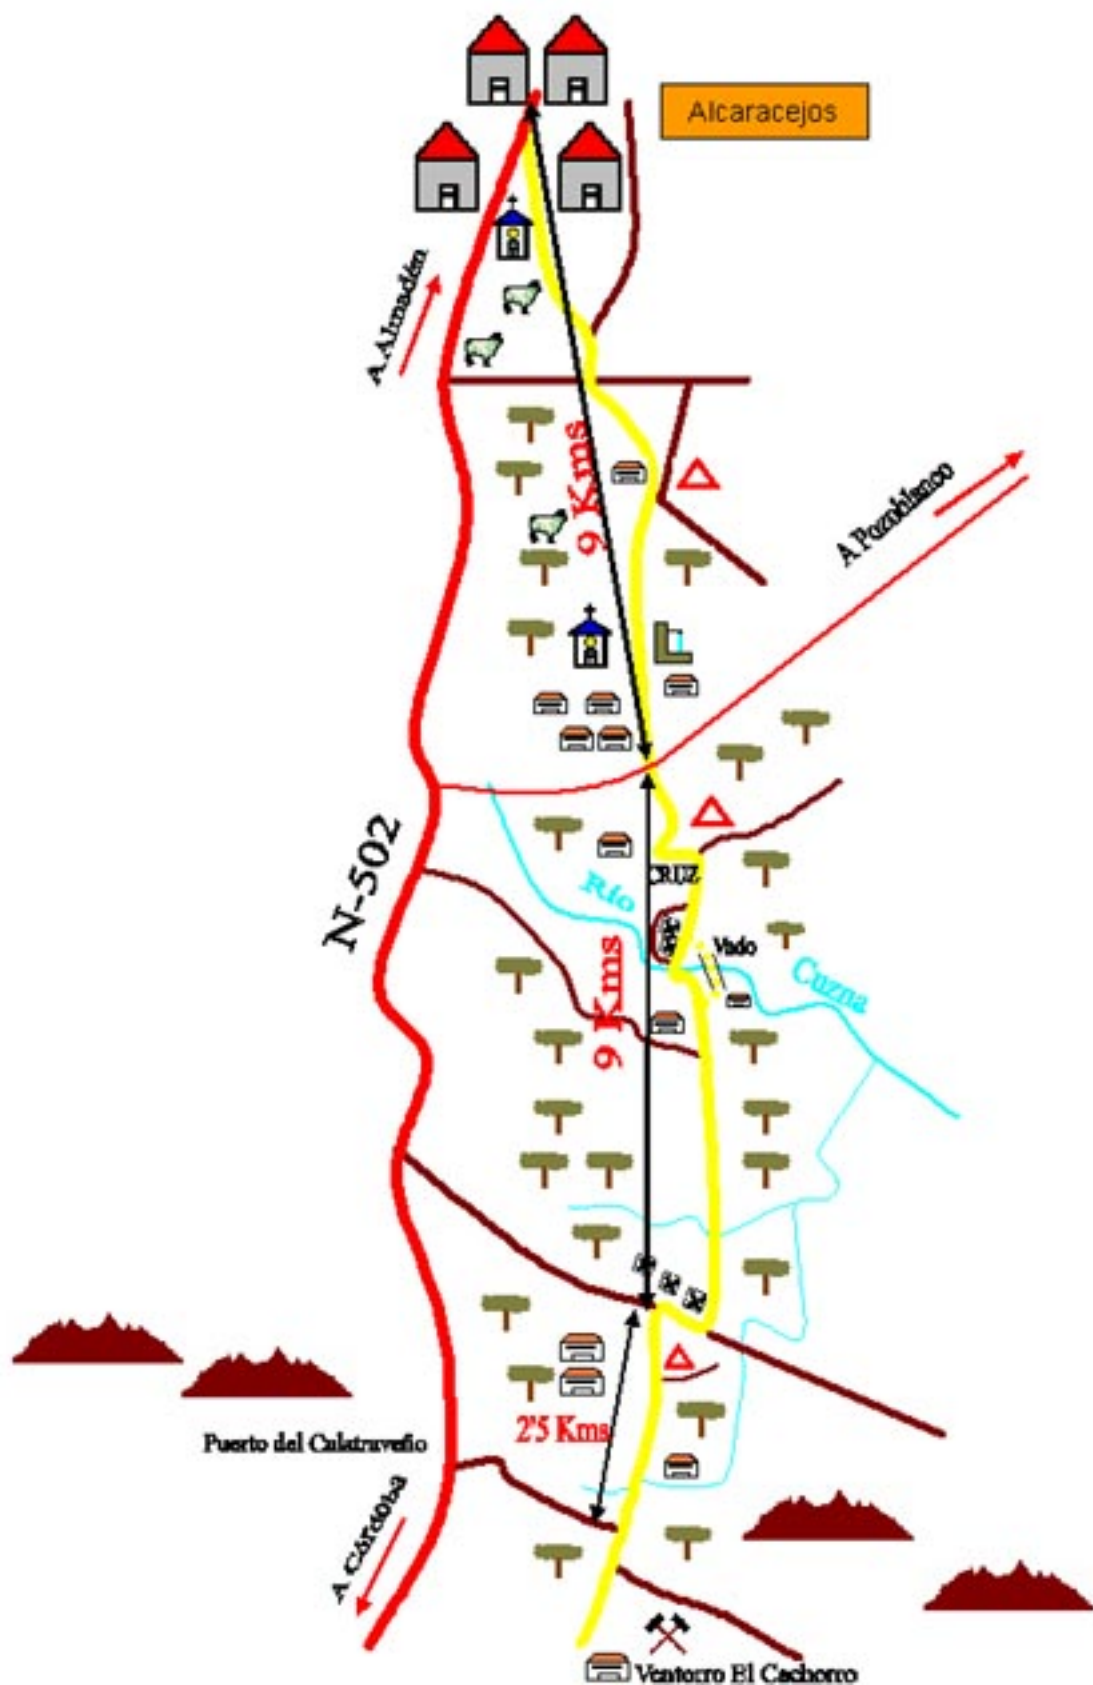 Alcaracejos
A Almadén
9 Kms
A Pozoblanco
N-502
CRUZ
Río
Vado
Cuzna
9 Kms
2'5 Kms
Puerto del Calatraveño
A Córdoba
Ventorro El Cachorro